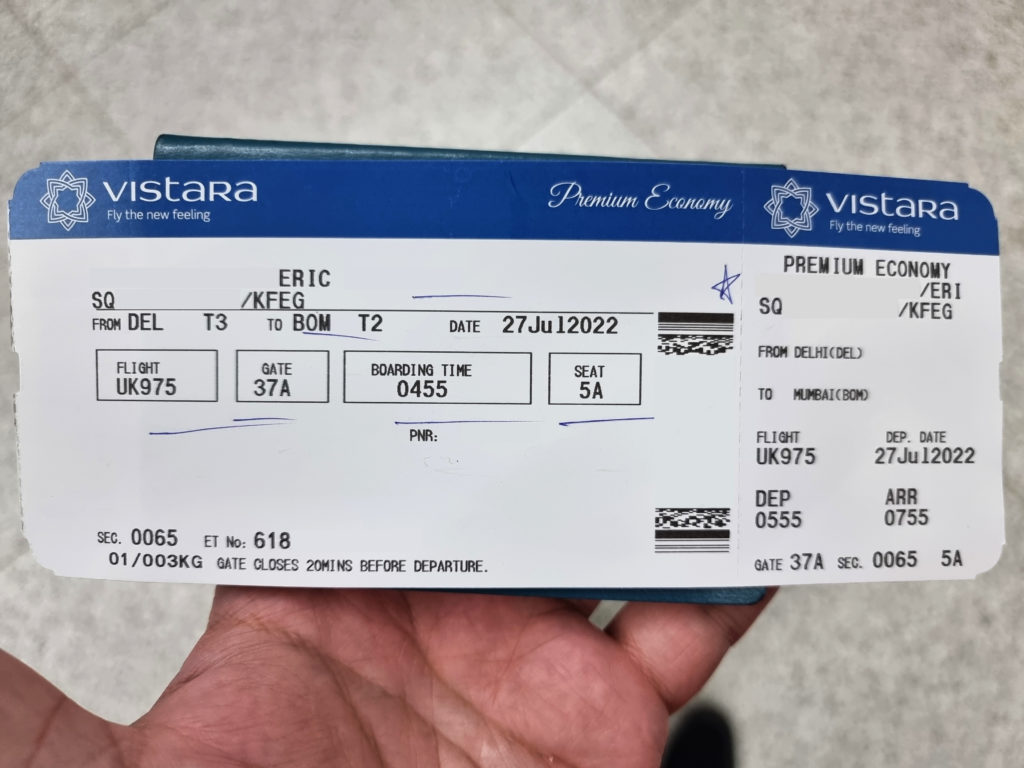 VISTARA
Fly the new feeling
Premium Economy
ERIC
SQ /KFEG
FROM DEL T3 TO BOM T2 DATE 27Jul2022
FLIGHT GATE BOARDING TIME SEAT
UK975 37A 0455 5A
PNR:
SEC. 0065 ET No: 618
01/003KG GATE CLOSES 20MINS BEFORE DEPARTURE.
VISTARA
Fly the new feeling
PREMIUM ECONOMY
/ERI
SQ /KFEG
FROM DELHI(DEL)
TO MUMBAI(BOM)
FLIGHT DEP. DATE
UK975 27Jul2022
DEP ARR
0555 0755
GATE 37A SEC. 0065 5A